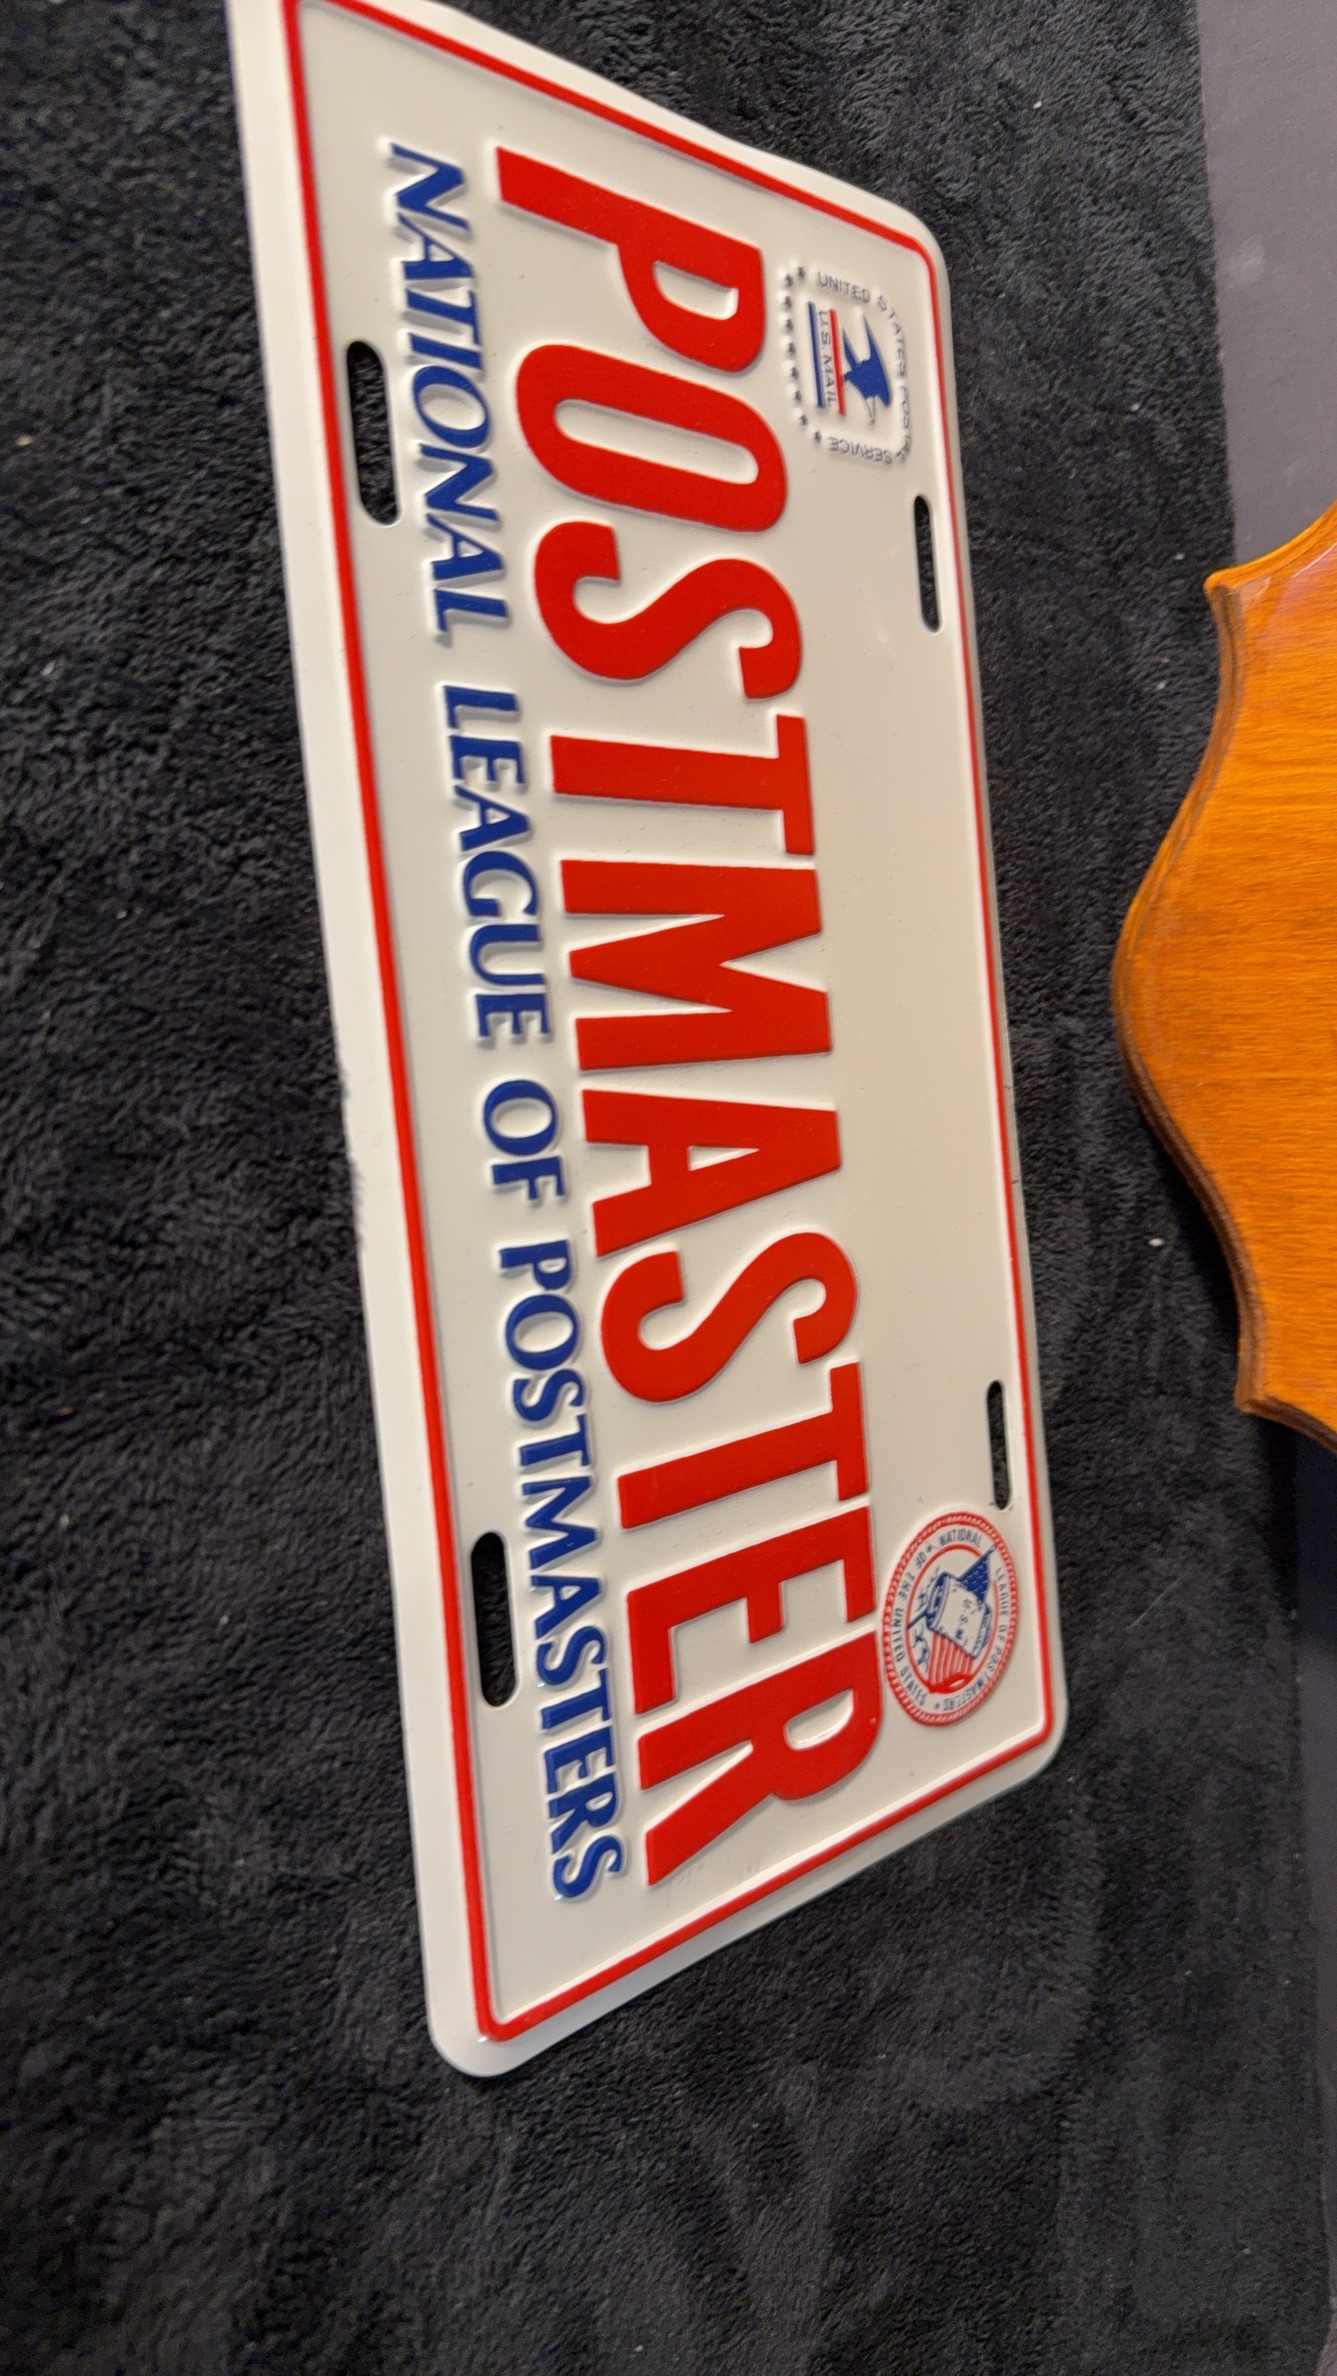 UNITED STATES POSTAL SERVICE
U.S. MAIL
NATIONAL LEAGUE OF POSTMASTERS
OF THE UNITED STATES
U.S.M
POSTMASTER
NATIONAL LEAGUE OF POSTMASTERS